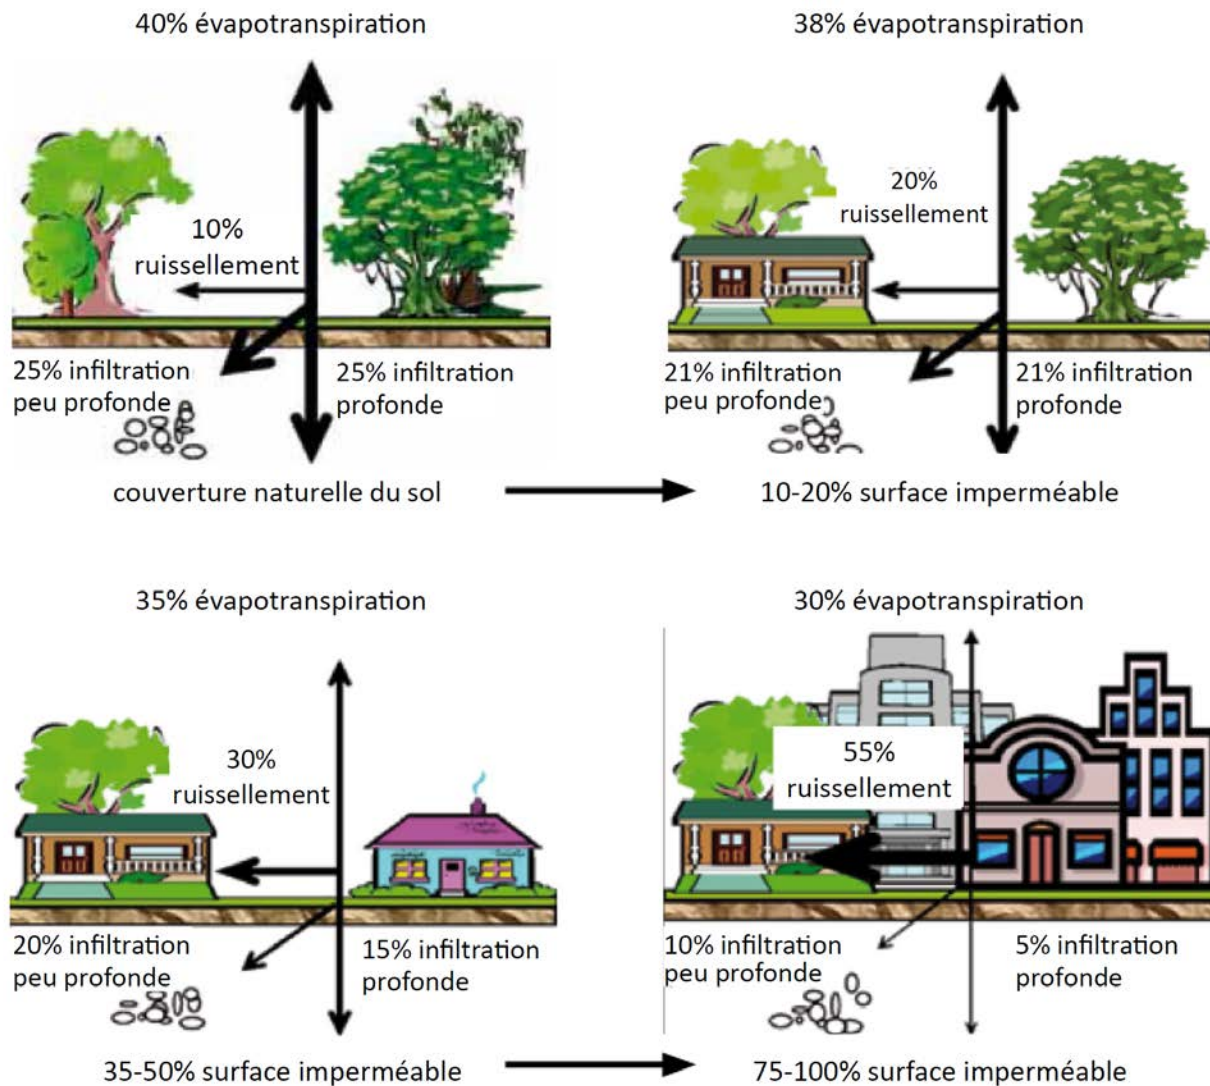 40% évapotranspiration
10%
ruissellement
25% infiltration
peu profonde
25% infiltration
profonde
couverture naturelle du sol
38% évapotranspiration
20%
ruissellement
21% infiltration
peu profonde
21% infiltration
profonde
10-20% surface imperméable
35% évapotranspiration
30%
ruissellement
20% infiltration
peu profonde
15% infiltration
profonde
35-50% surface imperméable
30% évapotranspiration
55%
ruissellement
10% infiltration
peu profonde
5% infiltration
profonde
75-100% surface imperméable